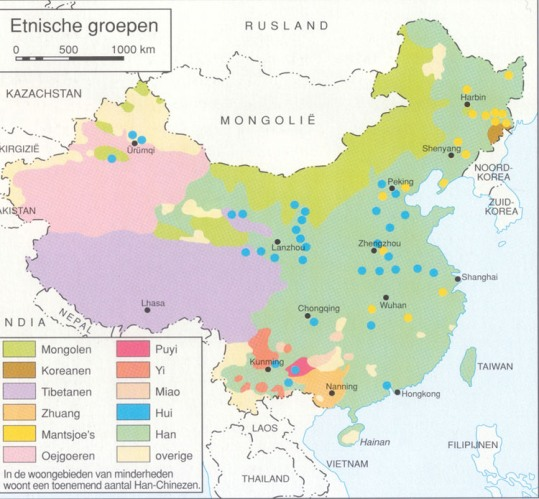 Etnische groepen
0 500 1000 km
RUSLAND
KAZACHSTAN
MONGOLIË
KIRGIZIË
Ürümqi
Harbin
Shenyang
NOORD-
KOREA
ZUID-
KOREA
Peking
Lanzhou
Zhengzhou
Shanghai
Lhasa
Chongqing
Wuhan
NEPAL
Kunming
Nanning
Hongkong
TAIWAN
LAOS
Hainan
VIETNAM
FILIPIJNEN
THAILAND
Mongolen
Koreanen
Tibetanen
Zhuang
Mantsjoe's
Oejgoeren
Puyi
Yi
Miao
Hui
Han
overige
In de woongebieden van minderheden
woont een toenemend aantal Han-Chinezen.